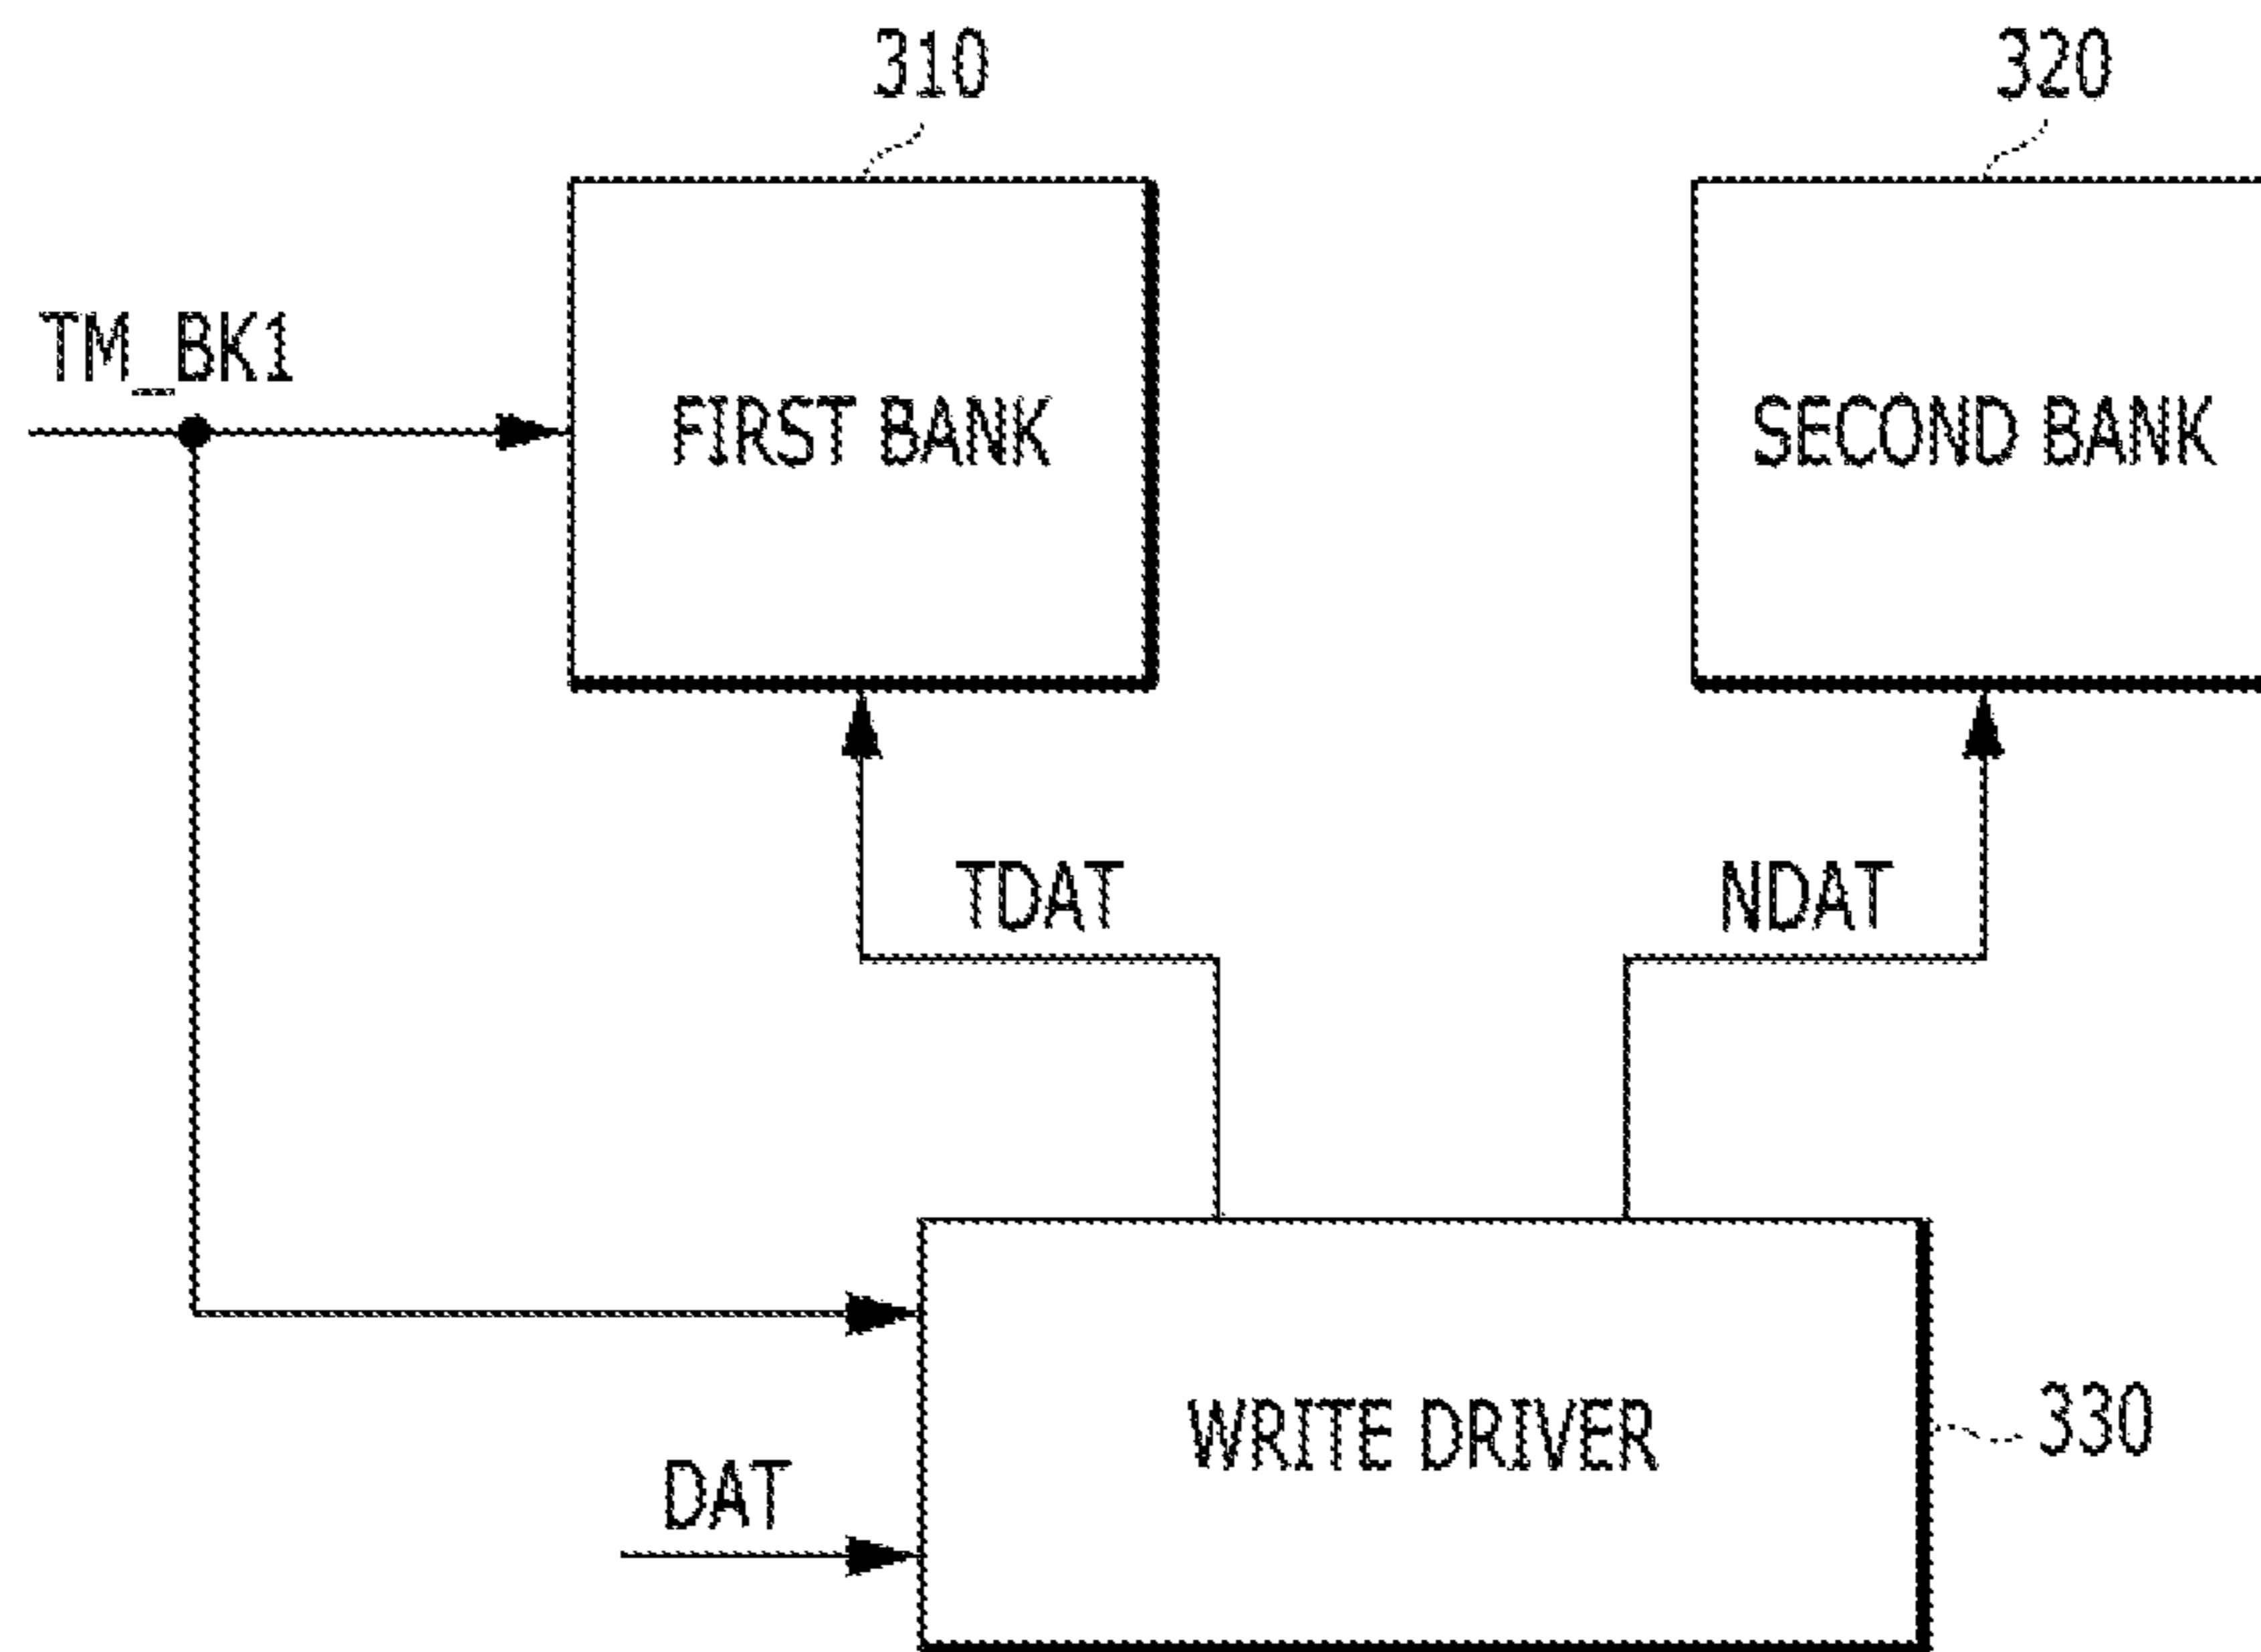 310
320
TM_BK1
FIRST BANK
SECOND BANK
TDAT
NDAT
WRITE DRIVER
330
DAT